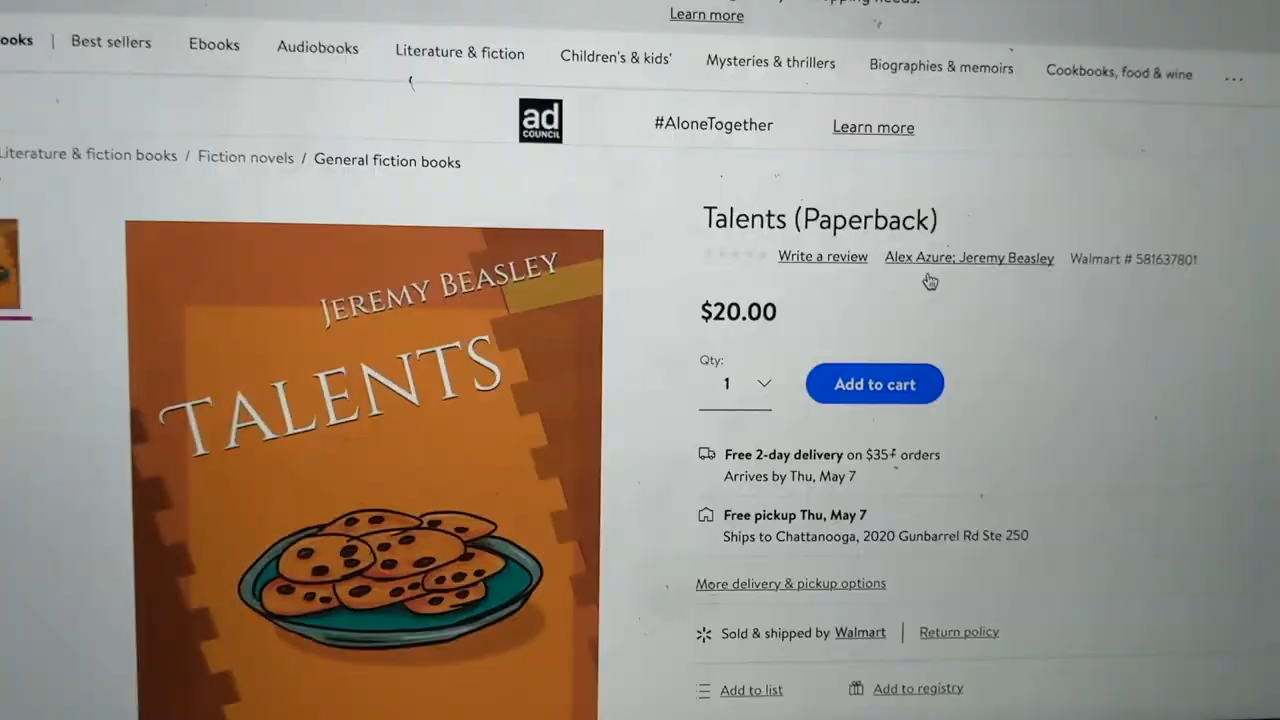 Learn more
ooks | Best sellers Ebooks Audiobooks Literature & fiction Children's & kids' Mysteries & thrillers Biographies & memoirs Cookbooks, food & wine ...
ad
COUNCIL
#AloneTogether Learn more
Literature & fiction books / Fiction novels / General fiction books
JEREMY BEASLEY
TALENTS
Talents (Paperback)
Write a review Alex Azure; Jeremy Beasley Walmart # 581637801
$20.00
Qty:
1
Add to cart
Free 2-day delivery on $35+ orders
Arrives by Thu, May 7
Free pickup Thu, May 7
Ships to Chattanooga, 2020 Gunbarrel Rd Ste 250
More delivery & pickup options
Sold & shipped by Walmart | Return policy
Add to list Add to registry